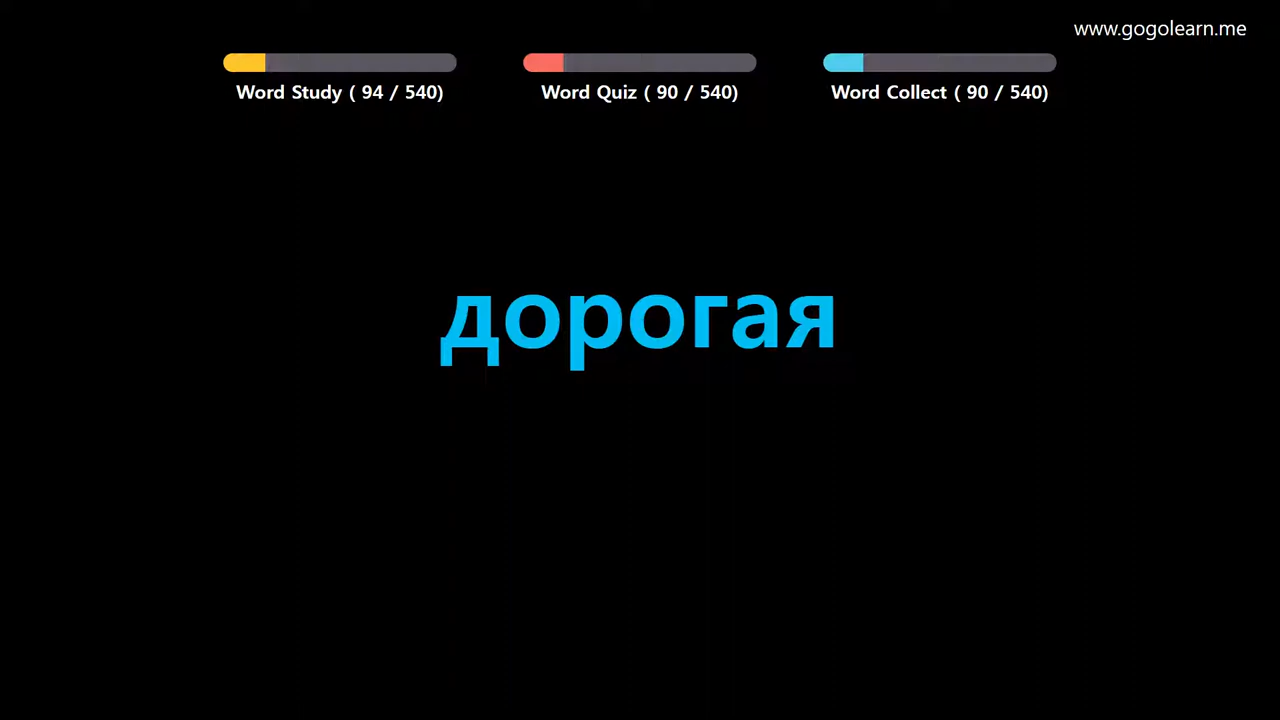 www.gogolearn.me
Word Study ( 94 / 540)
Word Quiz ( 90 / 540)
Word Collect ( 90 / 540)
дорогая